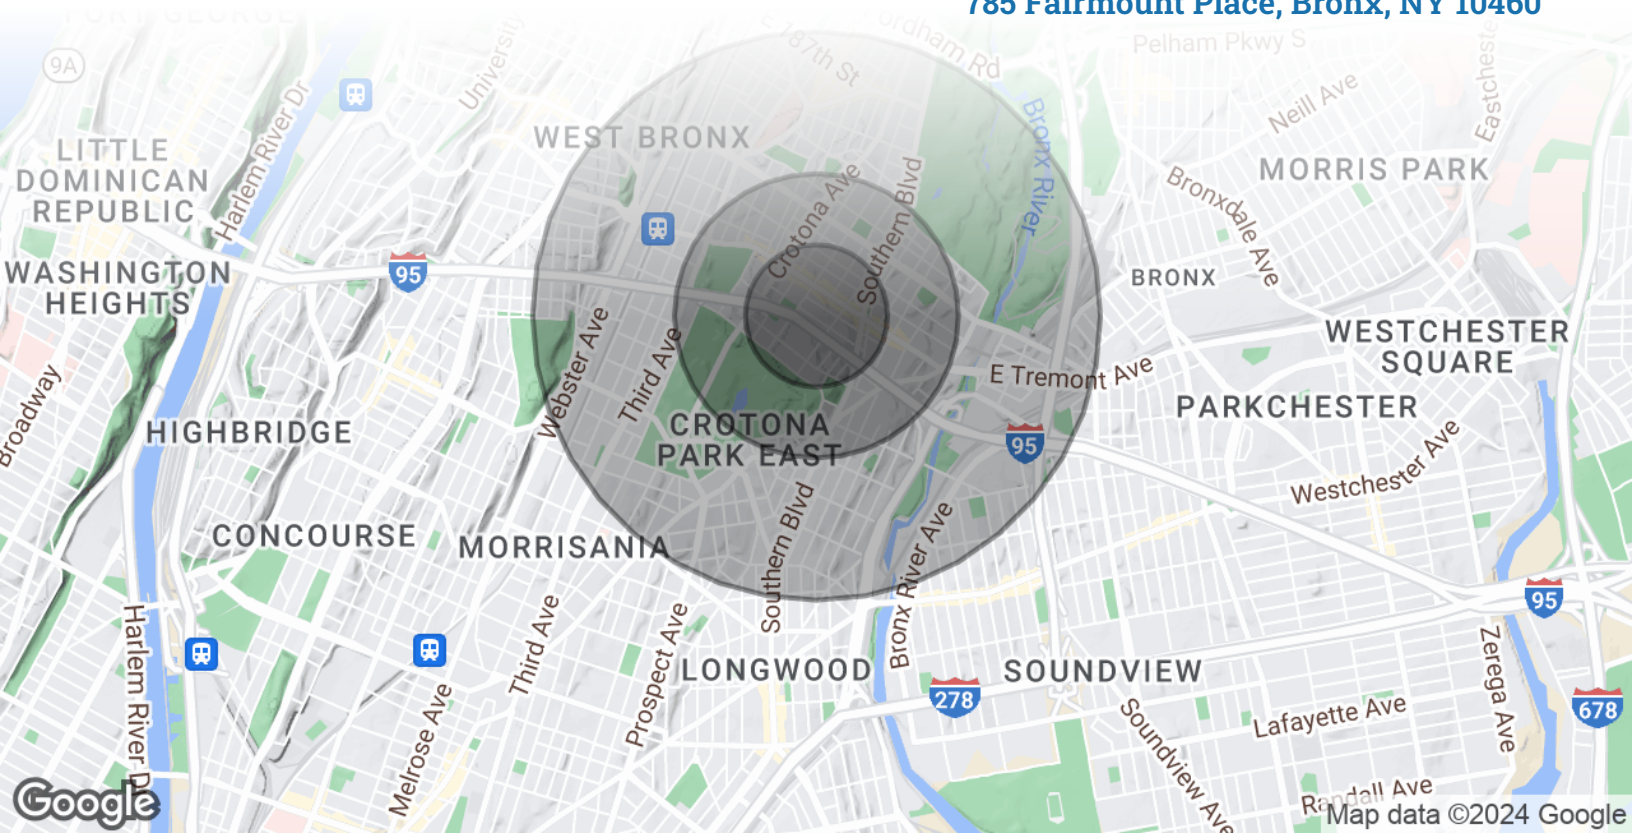 785 Fairmount Place, Bronx, NY 10460
FORT GEORGE
9A
University
E 187th St
Fordham Rd
Pelham Pkwy S
Eastcheste
Neill Ave
WEST BRONX
LITTLE
DOMINICAN
REPUBLIC
Harlem River Dr
Bronx River
MORRIS PARK
Bronxdale Ave
Crotona Ave
Southern Blvd
WASHINGTON
HEIGHTS
95
BRONX
WESTCHESTER
SQUARE
Webster Ave
Third Ave
E Tremont Ave
PARKCHESTER
Broadway
HIGHBRIDGE
CROTONA
PARK EAST
95
Westchester Ave
CONCOURSE
MORRISANIA
Southern Blvd
Bronx River Ave
95
Harlem River Dr
Third Ave
Prospect Ave
LONGWOOD
SOUNDVIEW
278
Zerega Ave
678
Melrose Ave
Soundview Ave
Lafayette Ave
Randall Ave
Google
Map data ©2024 Google